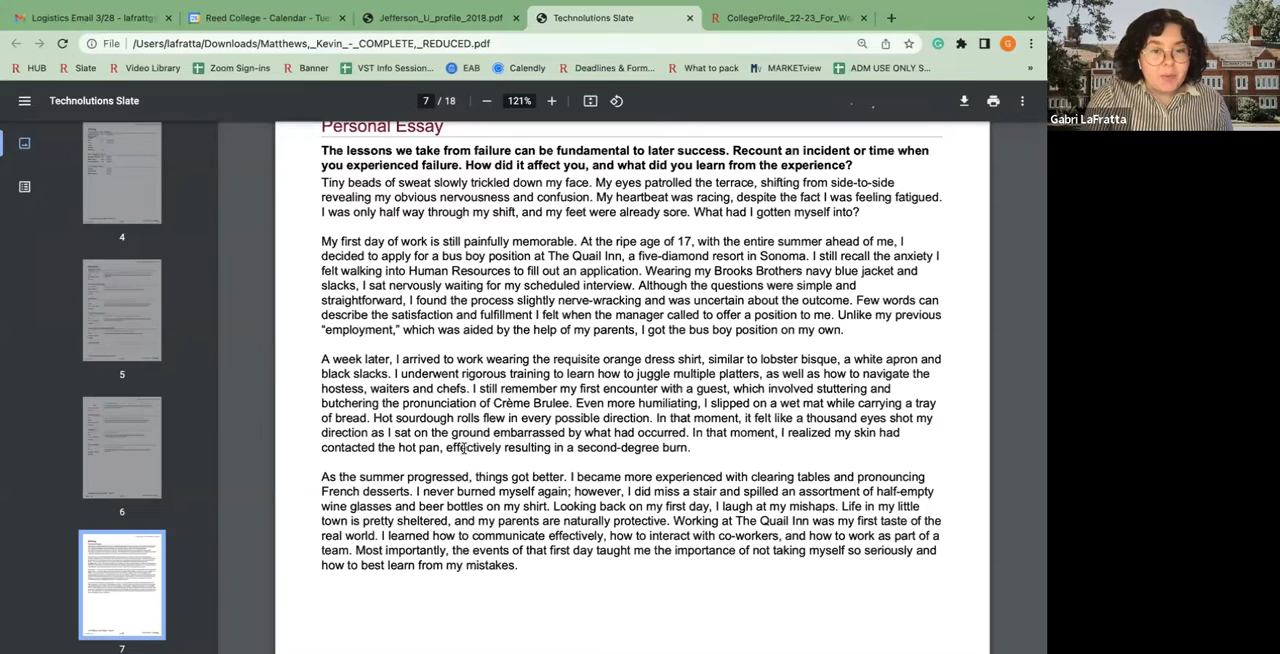 Logistics Email 3/28 - lafrattg
Reed College - Calendar - Tue
Jefferson_U_profile_2018.pdf
Technolutions Slate
CollegeProfile_22-23_For_We
File
/Users/lafratta/Downloads/Matthews,_Kevin_-_COMPLETE,_REDUCED.pdf
HUB
Slate
Video Library
Zoom Sign-ins
Banner
VST Info Session...
Calendly
Deadlines & Form...
What to pack
MARKETview
ADM USE ONLY S...
»
Technolutions Slate
7 / 18
121%
Gabri LaFratta
4
5
6
7
Personal Essay
The lessons we take from failure can be fundamental to later success. Recount an incident or time when
you experienced failure. How did it affect you, and what did you learn from the experience?
Tiny beads of sweat slowly trickled down my face. My eyes patrolled the terrace, shifting from side-to-side
revealing my obvious nervousness and confusion. My heartbeat was racing, despite the fact I was feeling fatigued.
I was only half way through my shift, and my feet were already sore. What had I gotten myself into?
My first day of work is still painfully memorable. At the ripe age of 17, with the entire summer ahead of me, I
decided to apply for a bus boy position at The Quail Inn, a five-diamond resort in Sonoma. I still recall the anxiety I
felt walking into Human Resources to fill out an application. Wearing my Brooks Brothers navy blue jacket and
slacks, I sat nervously waiting for my scheduled interview. Although the questions were simple and
straightforward, I found the process slightly nerve-wracking and was uncertain about the outcome. Few words can
describe the satisfaction and fulfillment I felt when the manager called to offer a position to me. Unlike my previous
“employment,” which was aided by the help of my parents, I got the bus boy position on my own.
A week later, I arrived to work wearing the requisite orange dress shirt, similar to lobster bisque, a white apron and
black slacks. I underwent rigorous training to learn how to juggle multiple platters, as well as how to navigate the
hostess, waiters and chefs. I still remember my first encounter with a guest, which involved stuttering and
butchering the pronunciation of Crème Brulee. Even more humiliating, I slipped on a wet mat while carrying a tray
of bread. Hot sourdough rolls flew in every possible direction. In that moment, it felt like a thousand eyes shot my
direction as I sat on the ground embarrassed by what had occurred. In that moment, I realized my skin had
contacted the hot pan, effectively resulting in a second-degree burn.
As the summer progressed, things got better. I became more experienced with clearing tables and pronouncing
French desserts. I never burned myself again; however, I did miss a stair and spilled an assortment of half-empty
wine glasses and beer bottles on my shirt. Looking back on my first day, I laugh at my mishaps. Life in my little
town is pretty sheltered, and my parents are naturally protective. Working at The Quail Inn was my first taste of the
real world. I learned how to communicate effectively, how to interact with co-workers, and how to work as part of a
team. Most importantly, the events of that first day taught me the importance of not taking myself so seriously and
how to best learn from my mistakes.